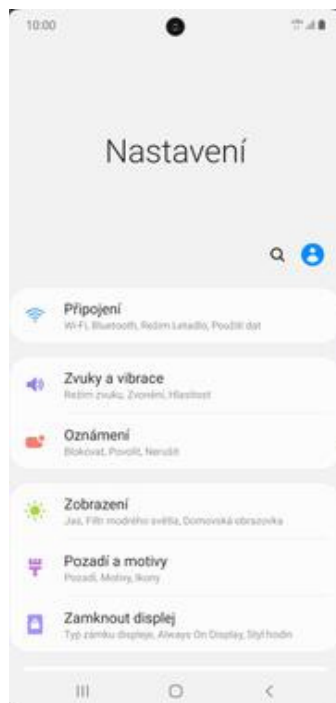 10:00
Nastavení
Připojení
Wi-Fi, Bluetooth, Režim Letadlo, Použití dat
Zvuky a vibrace
Režim zvuku, Zvonění, Hlasitost
Oznámení
Blokovat, Povolit, Nerušit
Zobrazení
Jas, Filtr modrého světla, Domovská obrazovka
Pozadí a motivy
Pozadí, Motivy, Ikony
Zamknout displej
Typ zámku displeje, Always On Display, Styl hodin